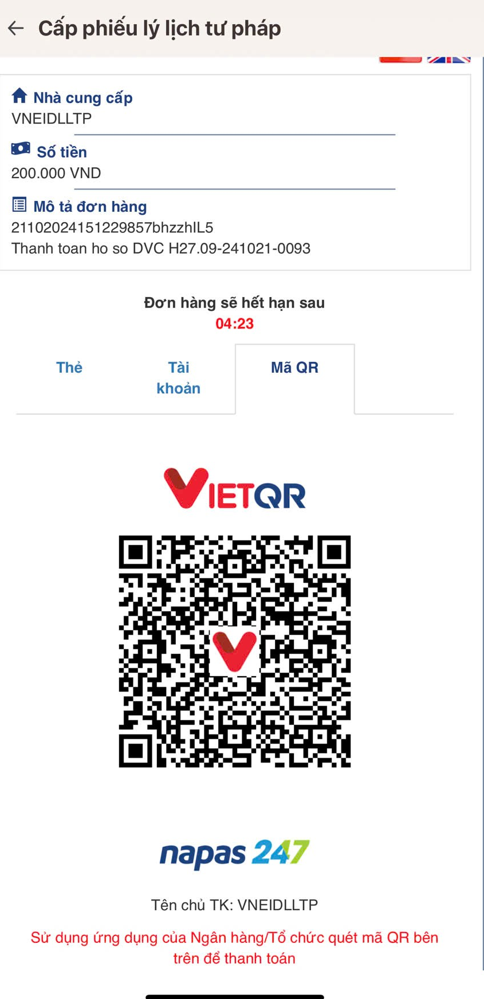 Cấp phiếu lý lịch tư pháp
Nhà cung cấp
VNEIDLLTP
Số tiền
200.000 VND
Mô tả đơn hàng
21102024151229857bhzzhIL5
Thanh toan ho so DVC H27.09-241021-0093
Đơn hàng sẽ hết hạn sau
04:23
Thẻ
Tài
khoản
Mã QR
VIETQR
napas 247
Tên chủ TK: VNEIDLLTP
Sử dụng ứng dụng của Ngân hàng/Tổ chức quét mã QR bên
trên để thanh toán